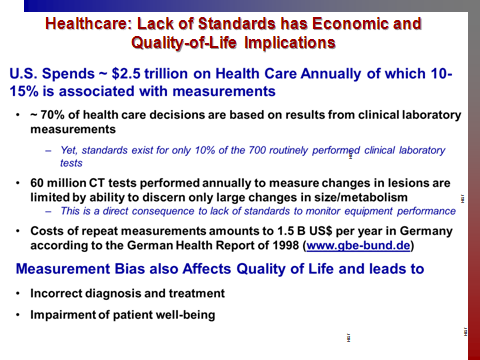 Healthcare: Lack of Standards has Economic and
Quality-of-Life Implications
U.S. Spends ~ $2.5 trillion on Health Care Annually of which 10-
15% is associated with measurements
• ~ 70% of health care decisions are based on results from clinical laboratory
measurements
– Yet, standards exist for only 10% of the 700 routinely performed clinical laboratory
tests
• 60 million CT tests performed annually to measure changes in lesions are
limited by ability to discern only large changes in size/metabolism
– This is a direct consequence to lack of standards to monitor equipment performance
• Costs of repeat measurements amounts to 1.5 B US$ per year in Germany
according to the German Health Report of 1998 (www.gbe-bund.de)
Measurement Bias also Affects Quality of Life and leads to
• Incorrect diagnosis and treatment
• Impairment of patient well-being